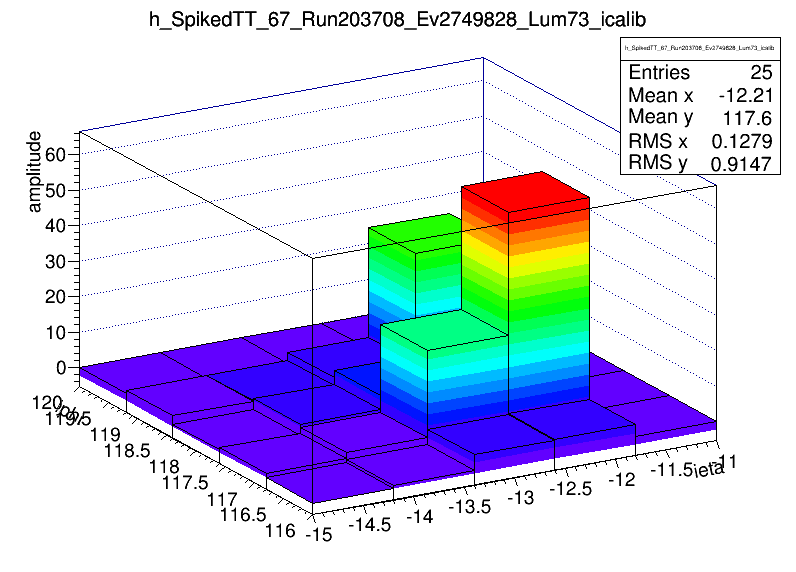 h_SpikedTT_67_Run203708_Ev2749828_Lum73_icalib
h_SpikedTT_67_Run203708_Ev2749828_Lum73_icalib
Entries 25
Mean x -12.21
Mean y 117.6
RMS x 0.1279
RMS y 0.9147
amplitude
60
50
40
30
20
10
0
120
119.5
119
118.5
118
117.5
117
116.5
116
-15
-14.5
-14
-13.5
-13
-12.5
-12
-11.5
-11
ieta